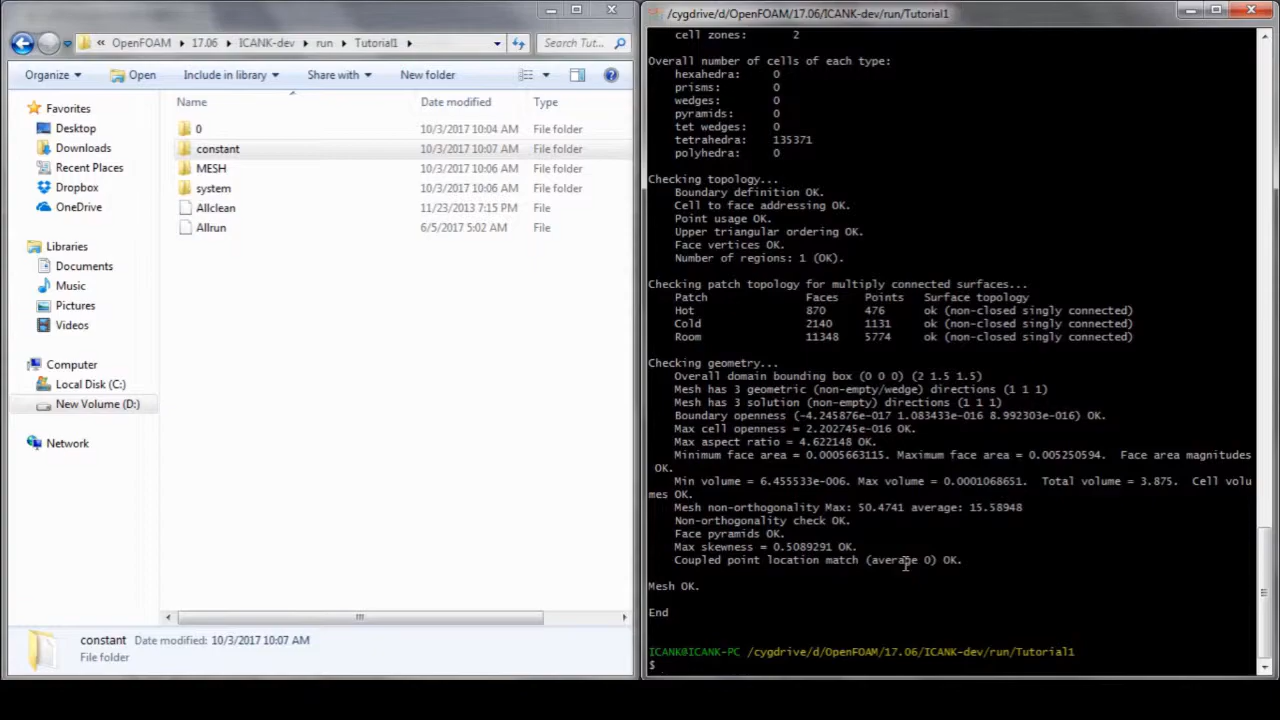 « OpenFOAM ▸ 17.06 ▸ ICANK-dev ▸ run ▸ Tutorial1 ▸
Search Tut...
Organize ▾ Open Include in library ▾ Share with ▾ New folder
Name Date modified Type
Favorites
Desktop
Downloads
Recent Places
Dropbox
OneDrive
Libraries
Documents
Music
Pictures
Videos
Computer
Local Disk (C:)
New Volume (D:)
Network
0 10/3/2017 10:04 AM File folder
constant 10/3/2017 10:07 AM File folder
MESH 10/3/2017 10:06 AM File folder
system 10/3/2017 10:06 AM File folder
Allclean 11/23/2013 7:15 PM File
Allrun 6/5/2017 5:02 AM File
constant Date modified: 10/3/2017 10:07 AM
File folder
/cygdrive/d/OpenFOAM/17.06/ICANK-dev/run/Tutorial1
cell zones: 2
Overall number of cells of each type:
hexahedra: 0
prisms: 0
wedges: 0
pyramids: 0
tet wedges: 0
tetrahedra: 135371
polyhedra: 0
Checking topology...
Boundary definition OK.
Cell to face addressing OK.
Point usage OK.
Upper triangular ordering OK.
Face vertices OK.
Number of regions: 1 (OK).
Checking patch topology for multiply connected surfaces...
Patch Faces Points Surface topology
Hot 870 476 ok (non-closed singly connected)
Cold 2140 1131 ok (non-closed singly connected)
Room 11348 5774 ok (non-closed singly connected)
Checking geometry...
Overall domain bounding box (0 0 0) (2 1.5 1.5)
Mesh has 3 geometric (non-empty/wedge) directions (1 1 1)
Mesh has 3 solution (non-empty) directions (1 1 1)
Boundary openness (-4.245876e-017 1.083433e-016 8.992303e-016) OK.
Max cell openness = 2.202745e-016 OK.
Max aspect ratio = 4.622148 OK.
Minimum face area = 0.0005663115. Maximum face area = 0.005250594.  Face area magnitudes
OK.
Min volume = 6.455533e-006. Max volume = 0.0001068651.  Total volume = 3.875.  Cell volu
mes OK.
Mesh non-orthogonality Max: 50.4741 average: 15.58948
Non-orthogonality check OK.
Face pyramids OK.
Max skewness = 0.5089291 OK.
Coupled point location match (average 0) OK.
Mesh OK.
End
ICANK@ICANK-PC /cygdrive/d/OpenFOAM/17.06/ICANK-dev/run/Tutorial1
$